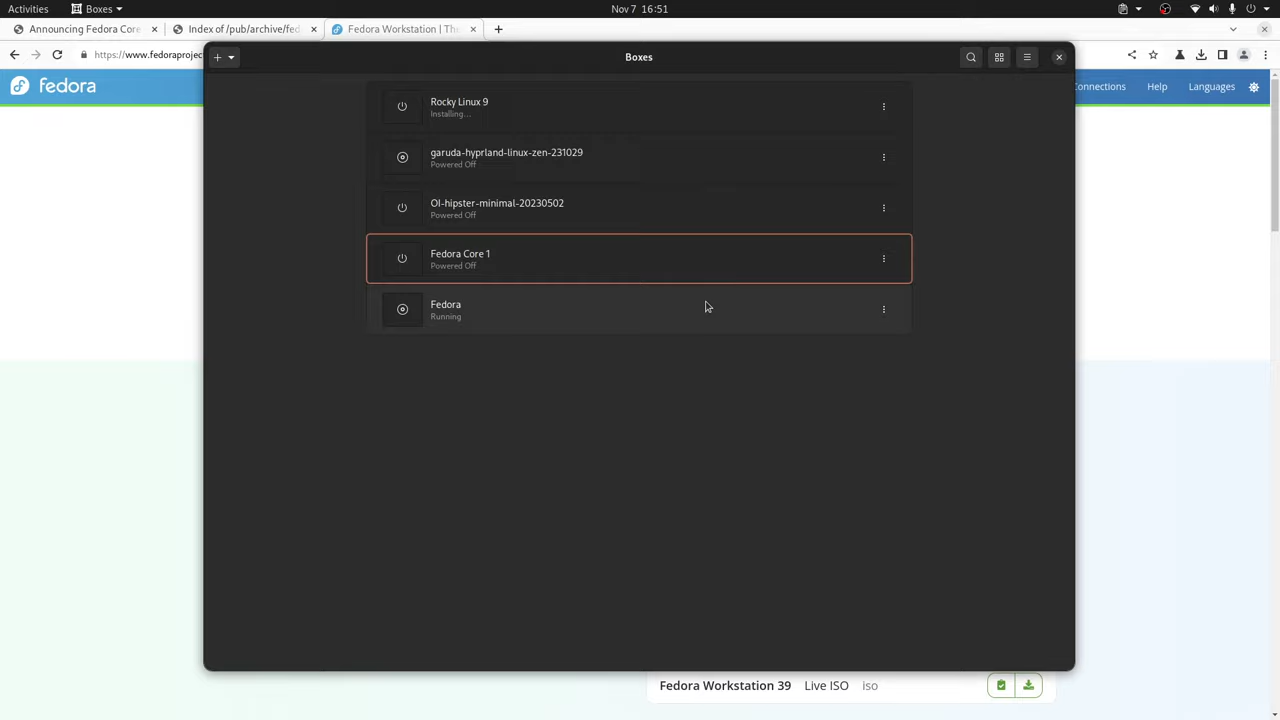 Activities
Boxes
Nov 7 16:51
Announcing Fedora Core
Index of /pub/archive/fed
Fedora Workstation | The
https://www.fedoraproject
fedora
Connections
Help
Languages
Boxes
Rocky Linux 9
Installing...
garuda-hyprland-linux-zen-231029
Powered Off
OI-hipster-minimal-20230502
Powered Off
Fedora Core 1
Powered Off
Fedora
Running
Fedora Workstation 39 Live ISO iso